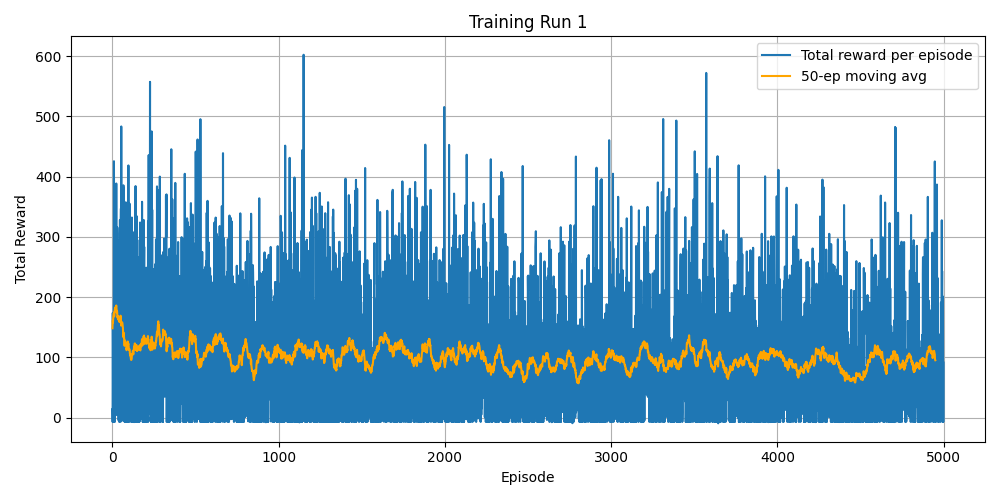 Training Run 1
Total reward per episode
50-ep moving avg
Total Reward
600
500
400
300
200
100
0
0 1000 2000 3000 4000 5000
Episode